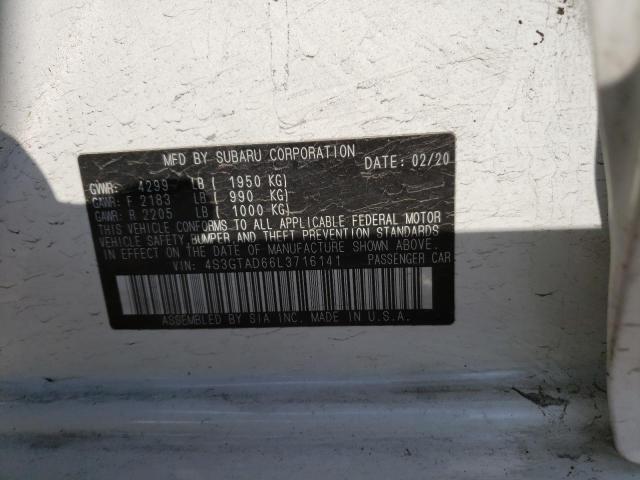 MFD BY SUBARU CORPORATION DATE: 02/20
GVWR: 4299 LB ( 1950 KG)
GAWR: F 2183 LB ( 990 KG)
GAWR: R 2205 LB ( 1000 KG)
THIS VEHICLE CONFORMS TO ALL APPLICABLE FEDERAL MOTOR
VEHICLE SAFETY, BUMPER AND THEFT PREVENTION STANDARDS
IN EFFECT ON THE DATE OF MANUFACTURE SHOWN ABOVE.
VIN: 4S3GTAD66L3716141 PASSENGER CAR
ASSEMBLED BY SIA INC. MADE IN U.S.A.